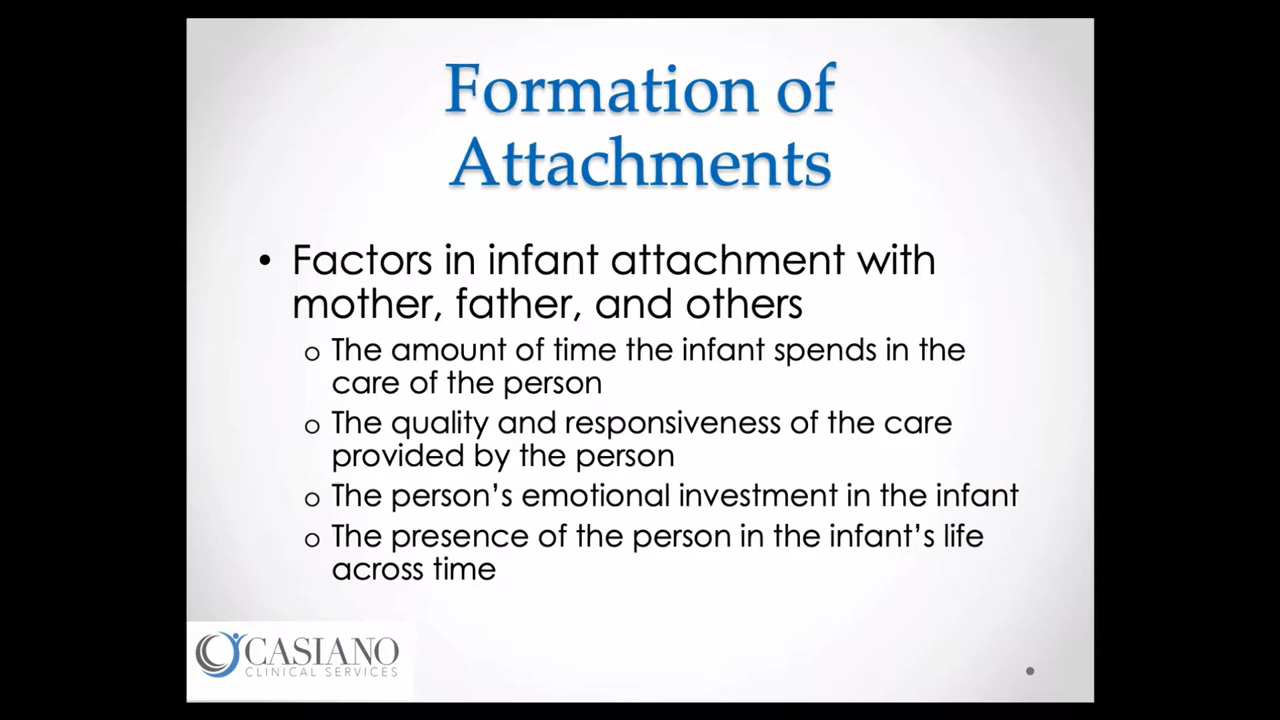 Formation of
Attachments
• Factors in infant attachment with
mother, father, and others
o The amount of time the infant spends in the
care of the person
o The quality and responsiveness of the care
provided by the person
o The person’s emotional investment in the infant
o The presence of the person in the infant’s life
across time
CASIANO
CLINICAL SERVICES